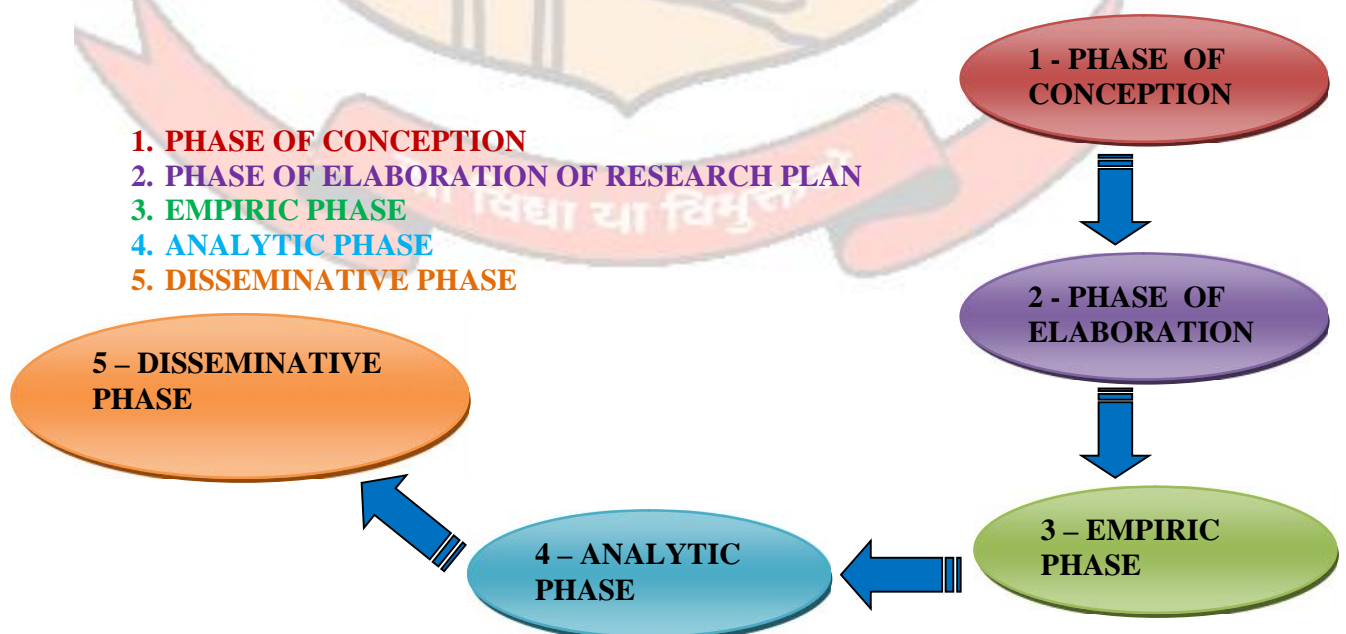 1. PHASE OF CONCEPTION
2. PHASE OF ELABORATION OF RESEARCH PLAN
3. EMPIRIC PHASE
4. ANALYTIC PHASE
5. DISSEMINATIVE PHASE
1 - PHASE OF
CONCEPTION
2 - PHASE OF
ELABORATION
3 – EMPIRIC
PHASE
4 – ANALYTIC
PHASE
5 – DISSEMINATIVE
PHASE
विद्या या विमुक्तये